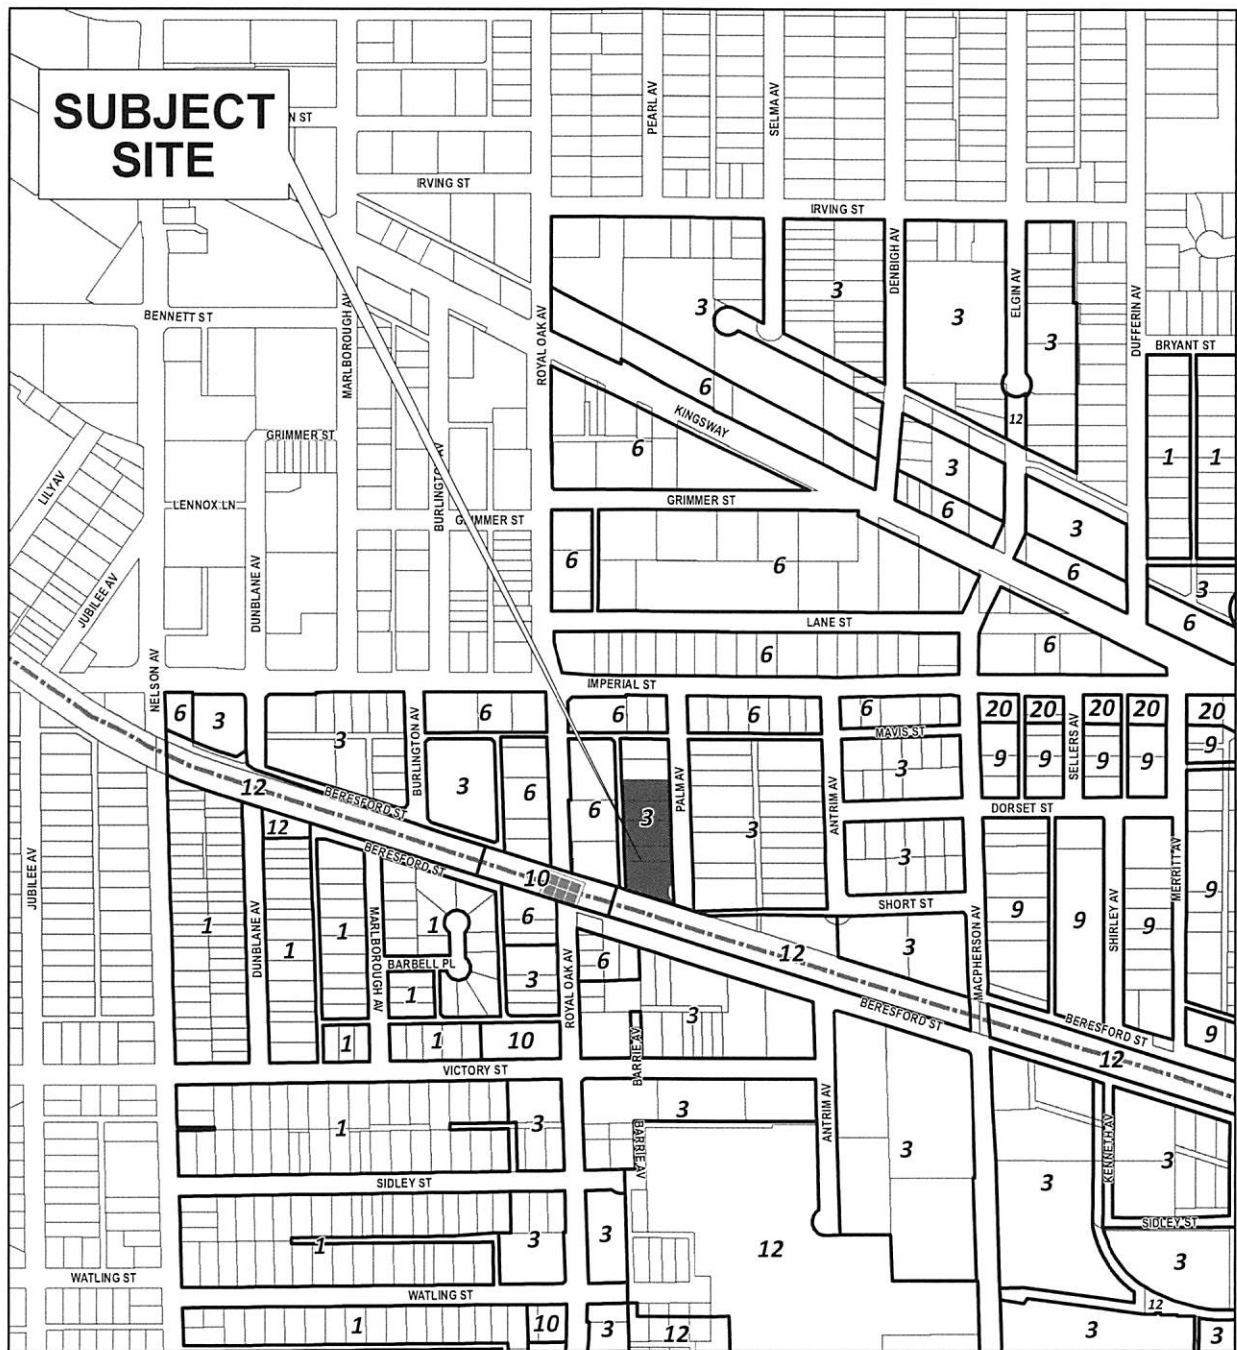 SUBJECT
SITE
N ST
PEARL AV
SELMA AV
IRVING ST
IRVING ST
DENBIGH AV
ELGIN AV
DUFFERIN AV
3
3
3
3
BENNETT ST
MARLBOROUGH AV
ROYAL OAK AV
BRYANT ST
6
KINGSWAY
12
6
3
1
1
GRIMMER ST
LILY AV
BURLINGTON AV
LENNOX LN
GRIMMER ST
GRIMMER ST
6
3
DUNBLANE AV
JUBILEE AV
6
6
6
3
6
LANE ST
6
6
NELSON AV
IMPERIAL ST
6
3
3
BURLINGTON AV
6
6
6
6
MAVIS ST
20
20
20
20
20
SELLERS AV
9
9
9
9
9
12
BERESFORD ST
3
6
6
3
PALM AV
3
ANTRIM AV
3
DORSET ST
12
BERESFORD ST
10
3
MERRITT AV
JUBILEE AV
1
DUNBLANE AV
1
1
MARLBOROUGH AV
1
BARBELL PL
1
6
3
ROYAL OAK AV
6
SHORT ST
12
3
MACPHERSON AV
9
9
SHIRLEY AV
9
9
3
BARRIE AV
BERESFORD ST
BERESFORD ST
9
12
1
1
10
VICTORY ST
1
3
3
BARRIE AV
ANTRIM AV
3
3
KENNETH AV
3
SIDLEY ST
SIDLEY ST
1
3
3
12
3
WATLING ST
WATLING ST
12
1
10
3
12
3
3